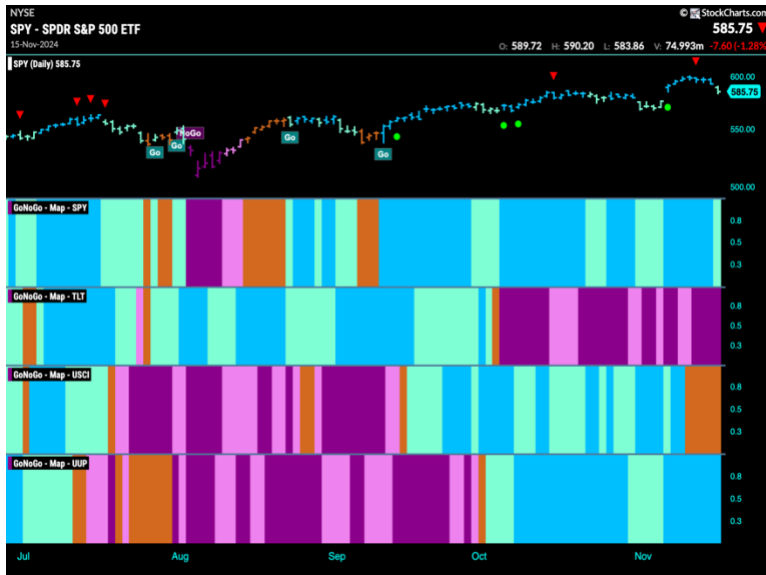 NYSE
© StockCharts.com
SPY - SPDR S&P 500 ETF
585.75
15-Nov-2024
O: 589.72 H: 590.20 L: 583.86 V: 74.993m -7.60 (-1.28%
SPY (Daily) 585.75
600.00
585.75
550.00
500.00
Go
Go
NoGo
Go
Go
GoNoGo - Map - SPY
0.8
0.5
0.3
GoNoGo - Map - TLT
0.8
0.5
0.3
GoNoGo - Map - USCI
0.8
0.5
0.3
GoNoGo - Map - UUP
0.8
0.5
0.3
Jul Aug Sep Oct Nov